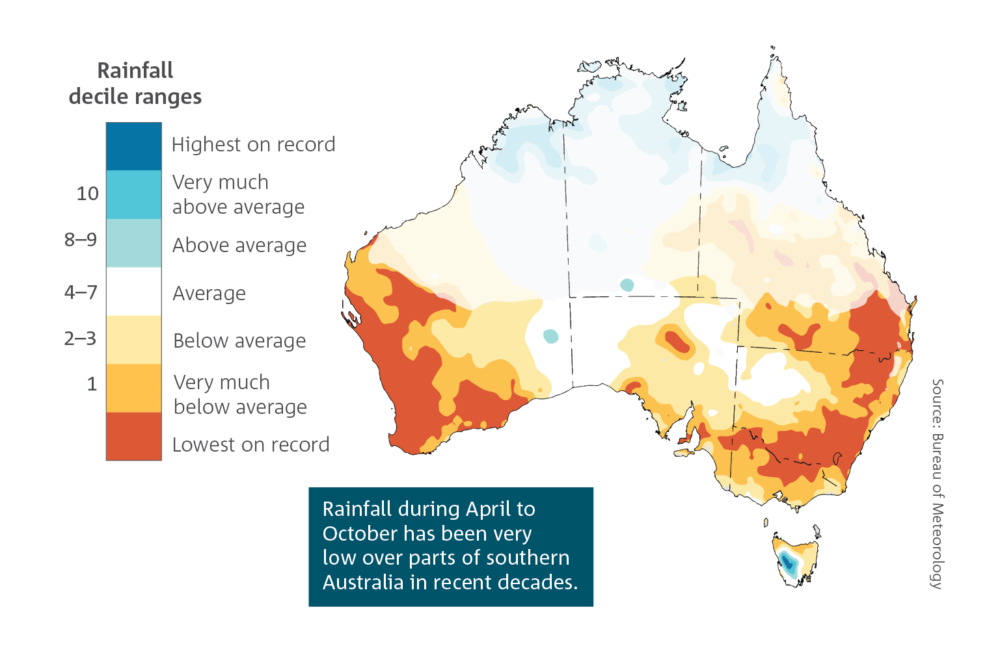 Rainfall
decile ranges
Highest on record
10
Very much
above average
8–9
Above average
4–7
Average
2–3
Below average
1
Very much
below average
Lowest on record
Rainfall during April to
October has been very
low over parts of southern
Australia in recent decades.
Source: Bureau of Meteorology